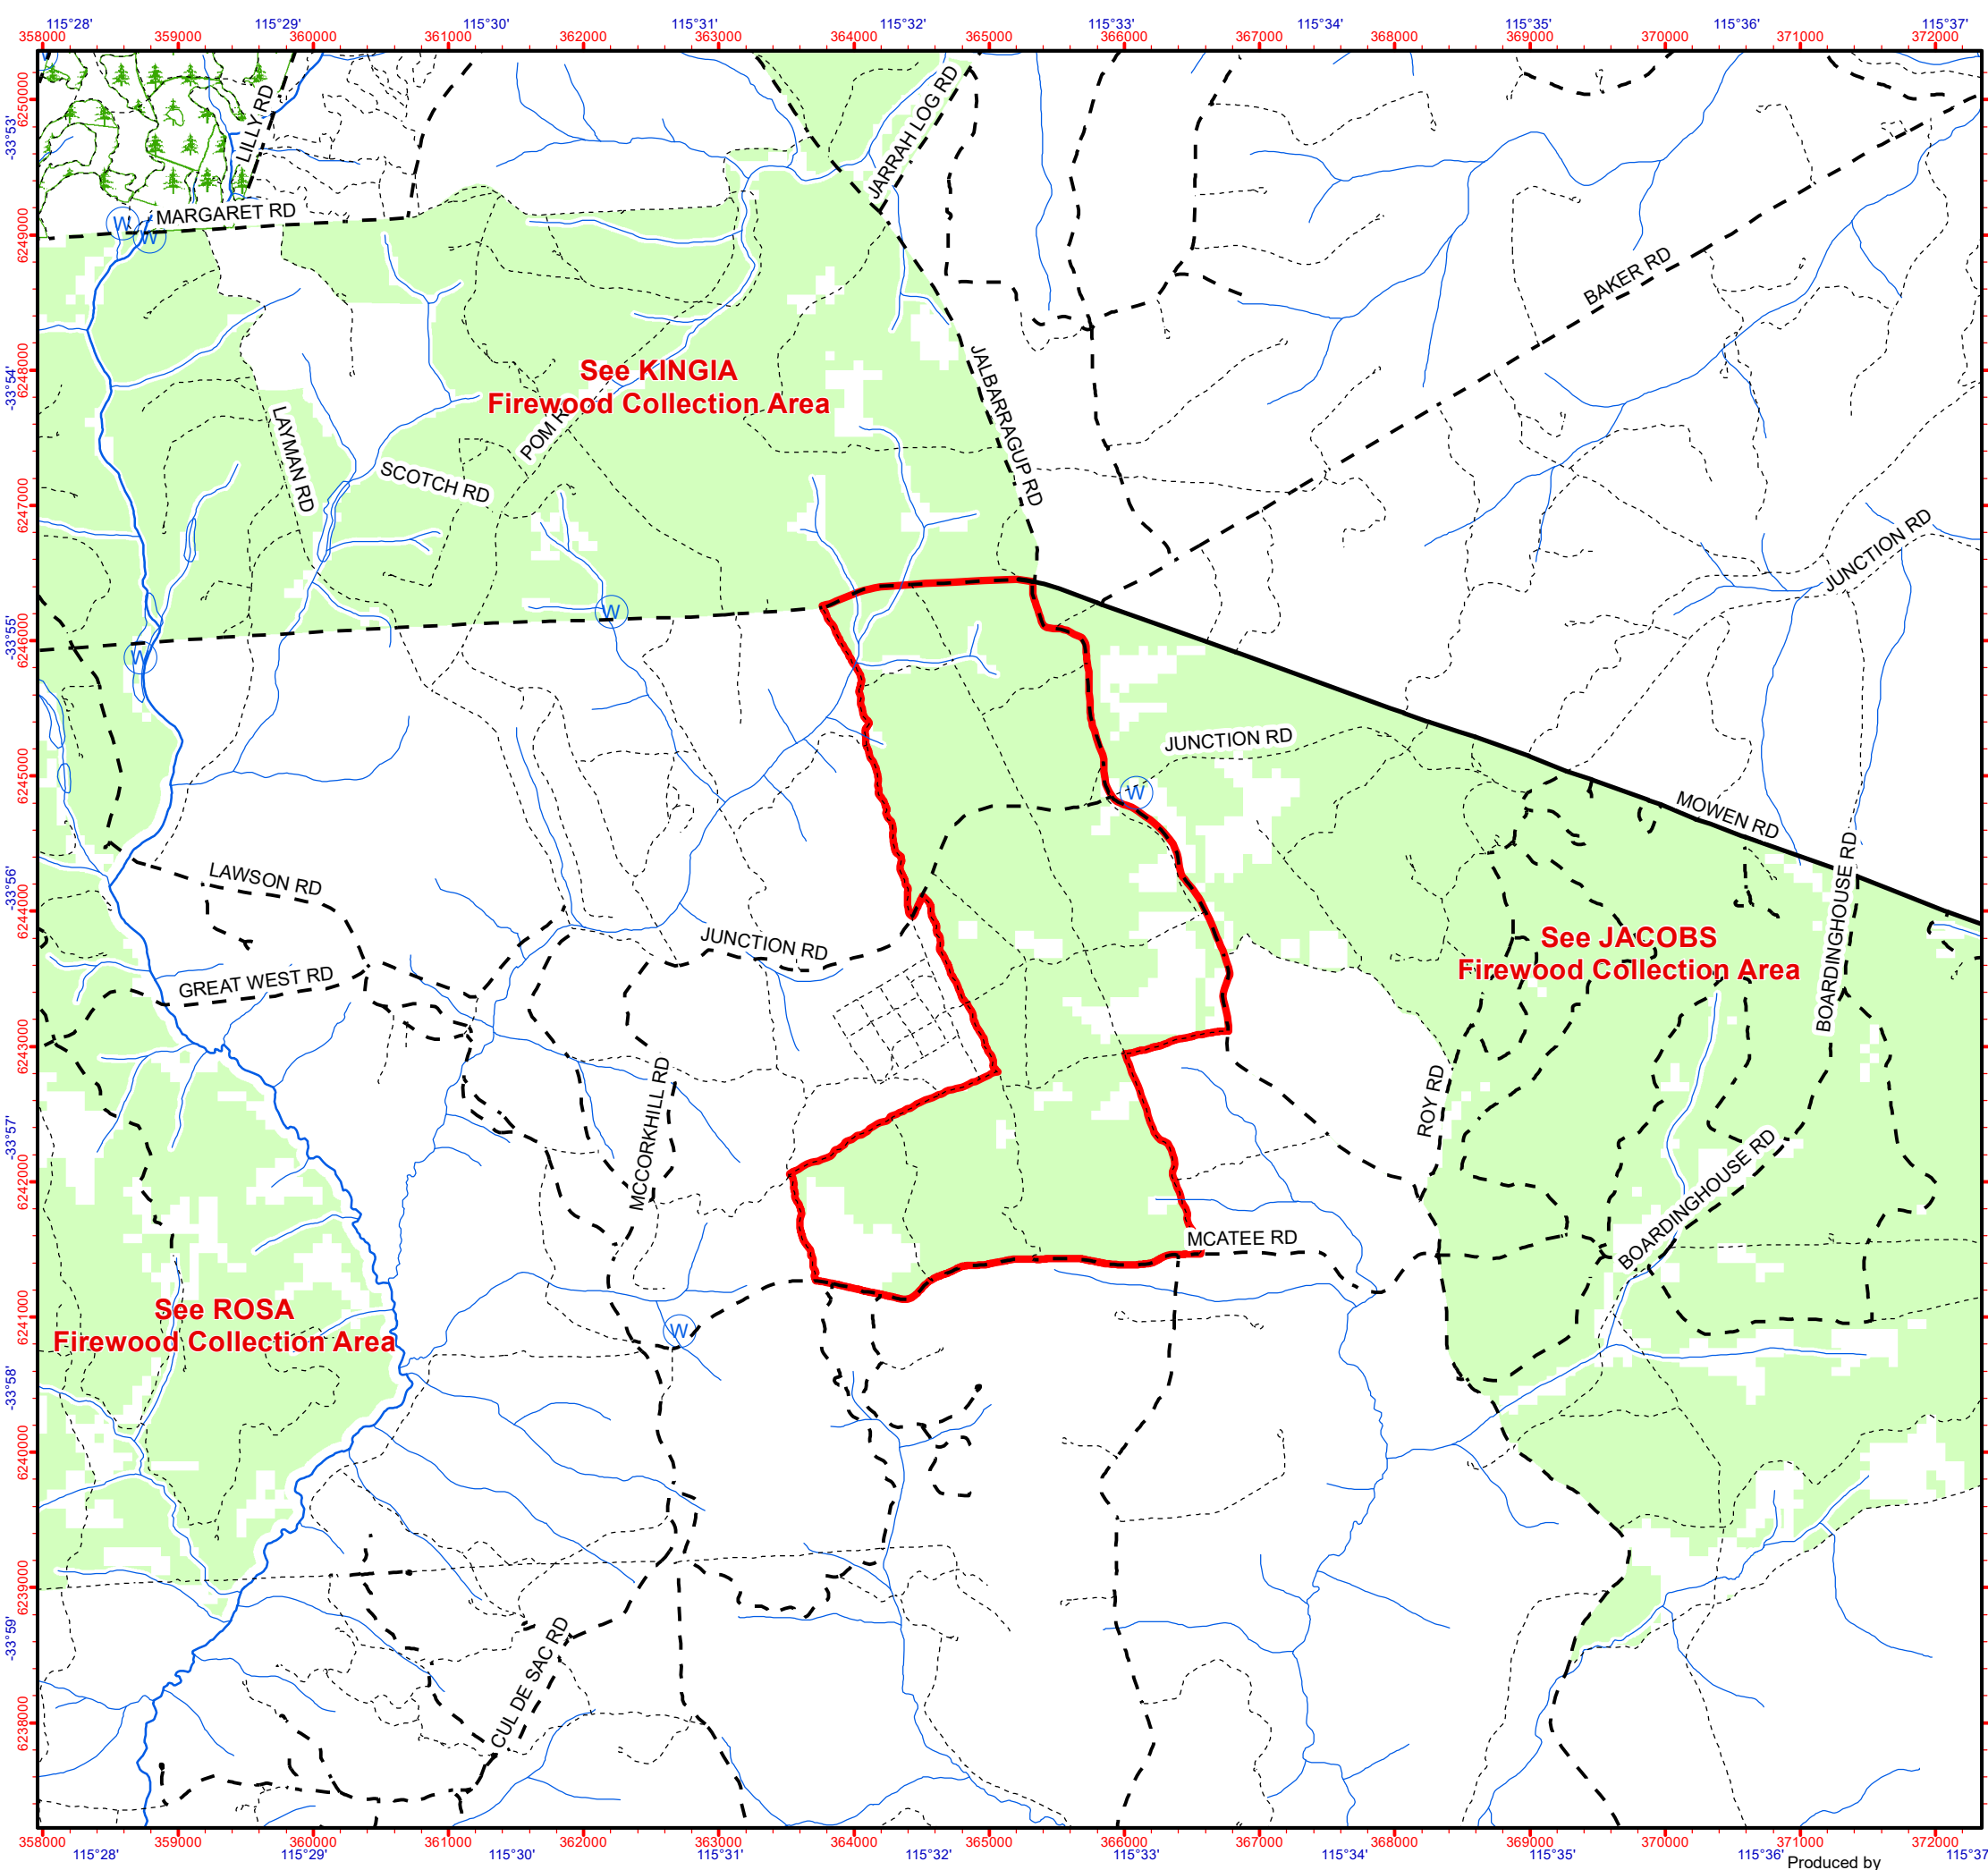 115°28' 115°29' 115°30' 115°31' 115°32' 115°33' 115°34' 115°35' 115°36' 115°37'
358000 359000 360000 361000 362000 363000 364000 365000 366000 367000 368000 369000 370000 371000 372000
6250000
-33°53'
6249000
6248000
-33°54'
6247000
6246000
-33°55'
6245000
6244000
-33°56'
6243000
6242000
-33°57'
6241000
6240000
-33°58'
6239000
-33°59'
6238000
LILLY RD
JARRAH LOG RD
W
W
MARGARET RD
BAKER RD
JALBARRAGUP RD
See KINGIA
Firewood Collection Area
LAYMAN RD
POM R
SCOTCH RD
JUNCTION RD
W
W
JUNCTION RD
W
MOWEN RD
BOARDINGHOUSE RD
LAWSON RD
JUNCTION RD
See JACOBS
Firewood Collection Area
GREAT WEST RD
MCCORKHILL RD
ROY RD
BOARDINGHOUSE RD
MCATEE RD
See ROSA
Firewood Collection Area
W
CUL DE SAC RD
358000 359000 360000 361000 362000 363000 364000 365000 366000 367000 368000 369000 370000 371000 372000
115°28' 115°29' 115°30' 115°31' 115°32' 115°33' 115°34' 115°35' 115°36' 115°37
Produced by